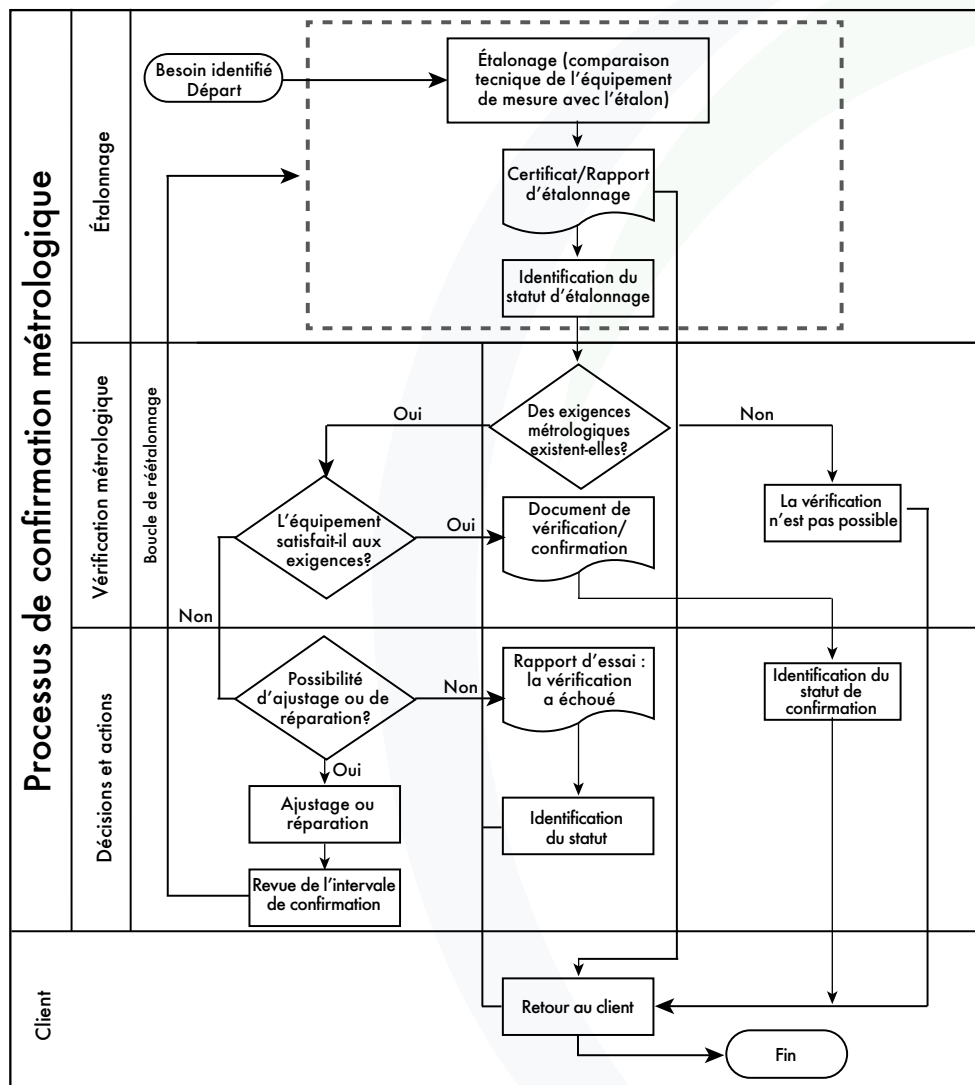 Processus de confirmation métrologique
Étalonnage
Besoin identifié
Départ
Étalonage (comparaison
tecnique de l'équipement
de mesure avec l'étalon)
Certificat/Rapport
d'étalonnage
Identification du
statut d'étalonnage
Vérification métrologique
Boucle de réétalonnage
Des exigences
métrologiques
existent-elles?
Oui
Non
L'équipement
satisfait-il aux
exigences?
Oui
Document de
vérification/
confirmation
La vérification
n'est pas possible
Non
Décisions et actions
Possibilité
d'ajustage ou de
réparation?
Non
Rapport d'essai :
la vérification
a échoué
Identification du
statut de
confirmation
Oui
Ajustage ou
réparation
Identification
du statut
Revue de l'intervale
de confirmation
Client
Retour au client
Fin